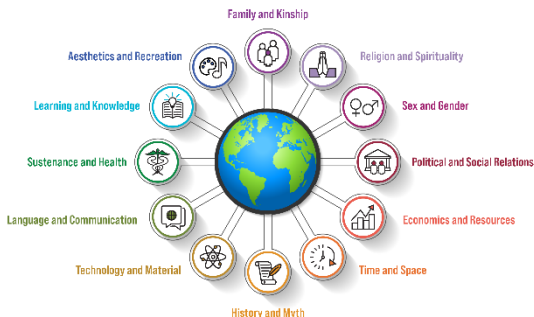 Family and Kinship
Aesthetics and Recreation
Religion and Spirituality
Learning and Knowledge
Sex and Gender
Sustenance and Health
Political and Social Relations
Language and Communication
Economics and Resources
Technology and Material
Time and Space
History and Myth